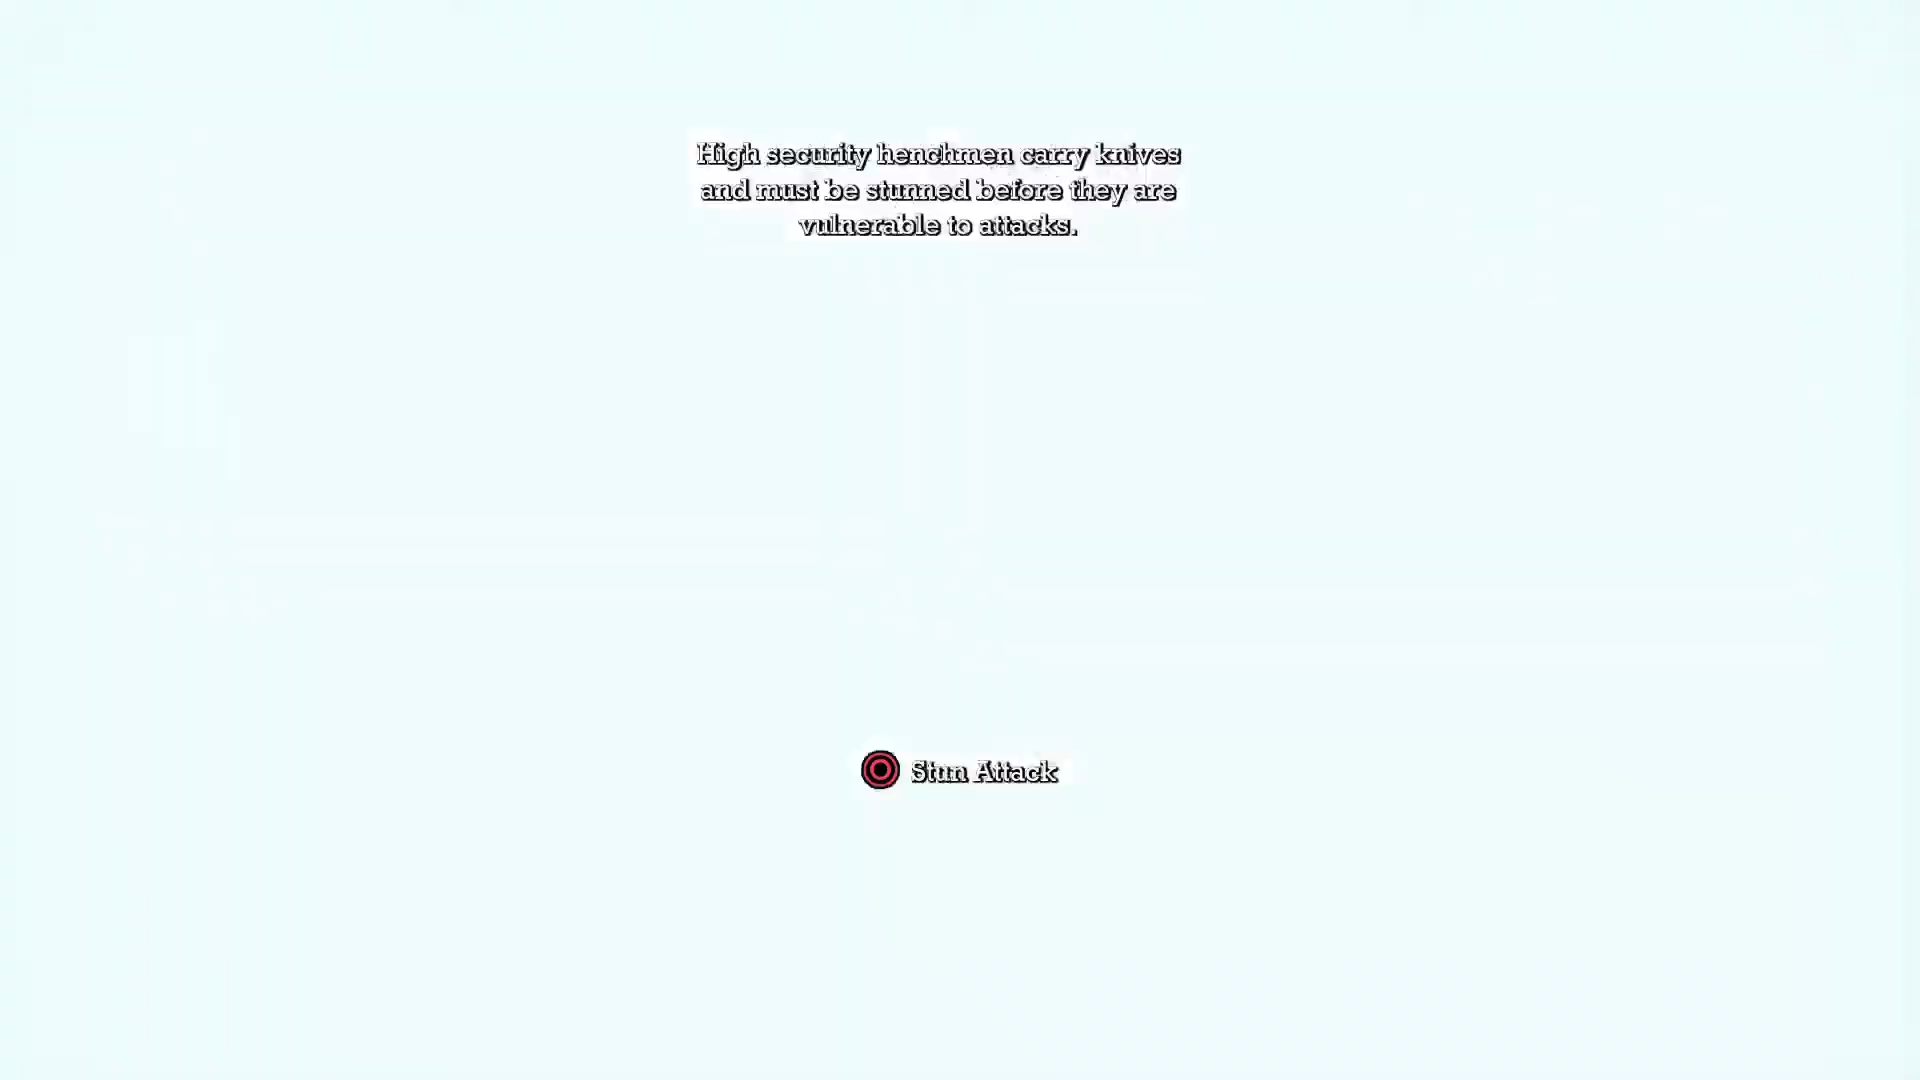 High security henchmen carry knives
and must be stunned before they are
vulnerable to attacks.
Stun Attack